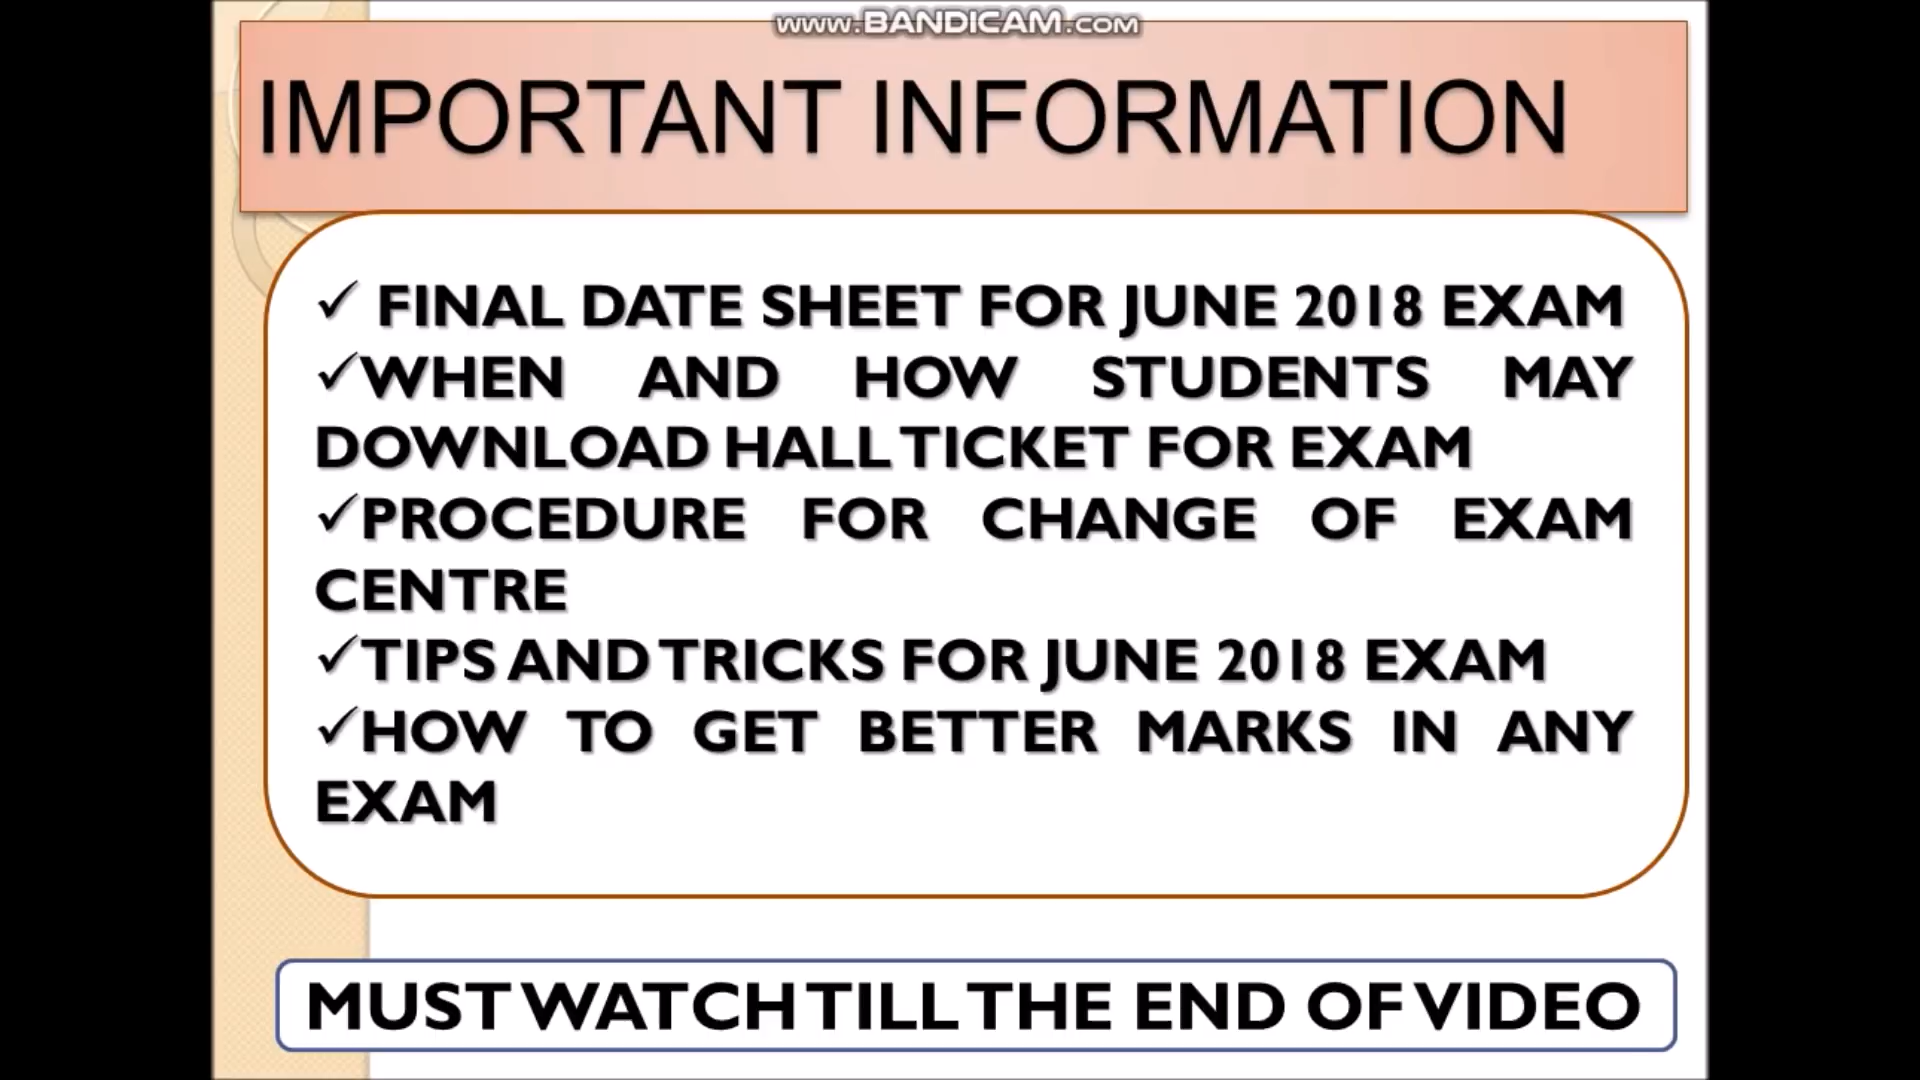 www.BANDICAM.com
IMPORTANT INFORMATION
✓ FINAL DATE SHEET FOR JUNE 2018 EXAM
✓WHEN AND HOW STUDENTS MAY
DOWNLOAD HALL TICKET FOR EXAM
✓PROCEDURE FOR CHANGE OF EXAM
CENTRE
✓TIPS AND TRICKS FOR JUNE 2018 EXAM
✓HOW TO GET BETTER MARKS IN ANY
EXAM
MUST WATCH TILL THE END OF VIDEO